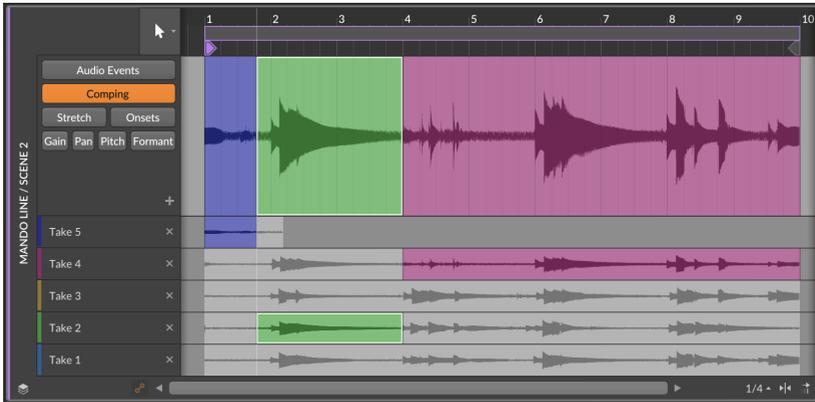 1 2 3 4 5 6 7 8 9 10
Audio Events
Comping
Stretch Onsets
Gain Pan Pitch Formant
+
MANDO LINE / SCENE 2
Take 5 ×
Take 4 ×
Take 3 ×
Take 2 ×
Take 1 ×
1/4